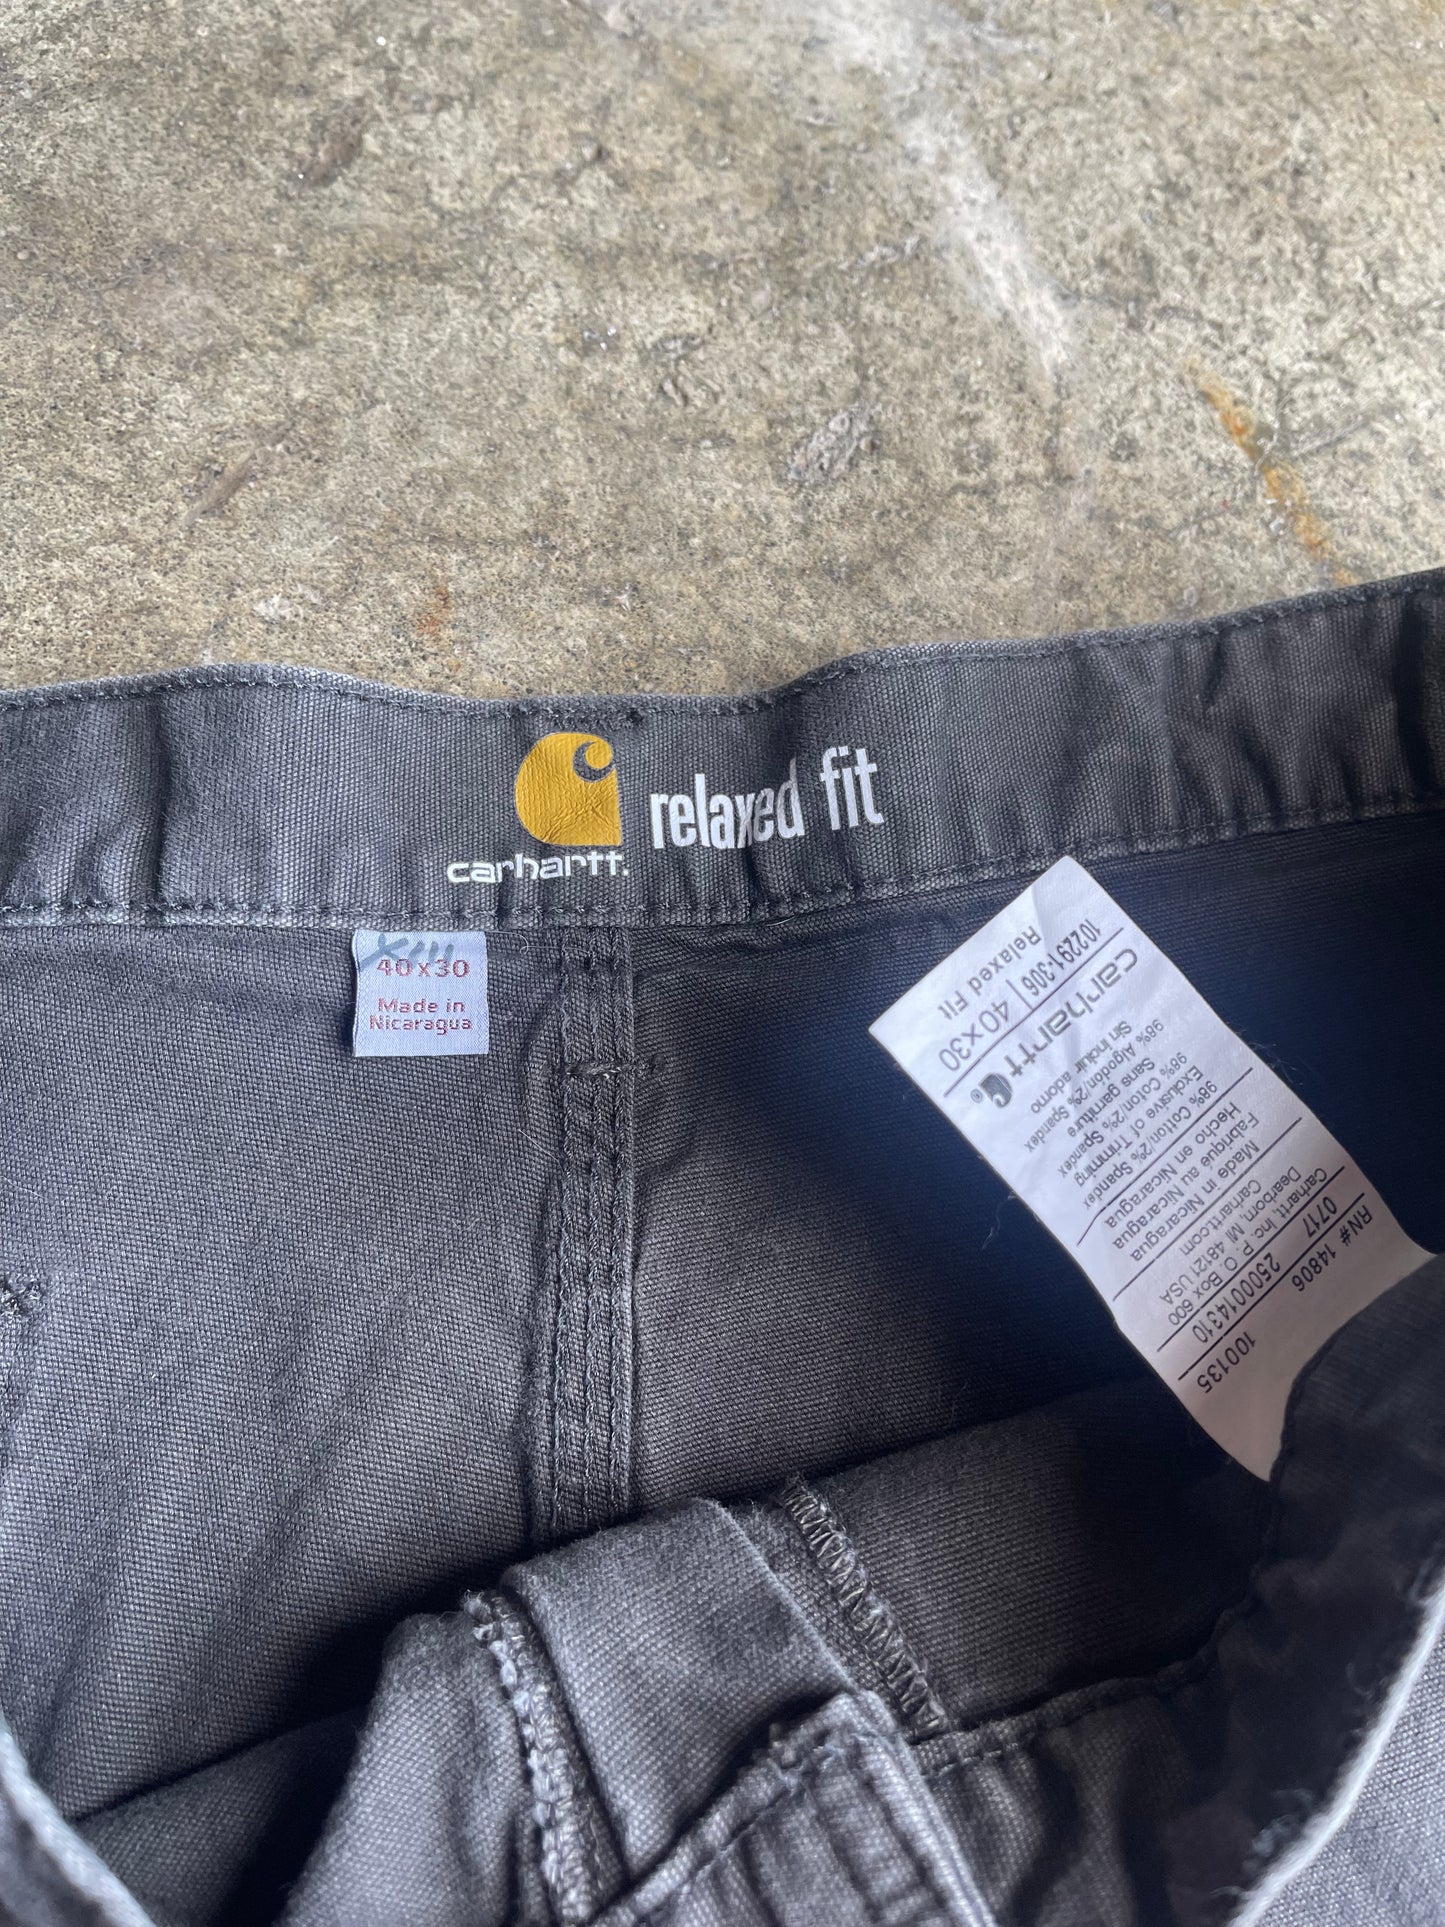 carhartt. relaxed fit
40x30
Made in
Nicaragua
carhartt ®
102291-306 | 40x30
Relaxed Fit
98% Cotton/2% Spandex
Exclusive of Trimming
98% Coton/2% Spandex
Sans garniture
98% Algodón/2% Spandex
Sin incluir adorno
Made in Nicaragua
Fabriqué au Nicaragua
Hecho en Nicaragua
Carhartt, Inc. P. O. Box 600
Dearborn, MI 48121 USA
Carhartt.com
RN# 14806 100135
0717 2500014310